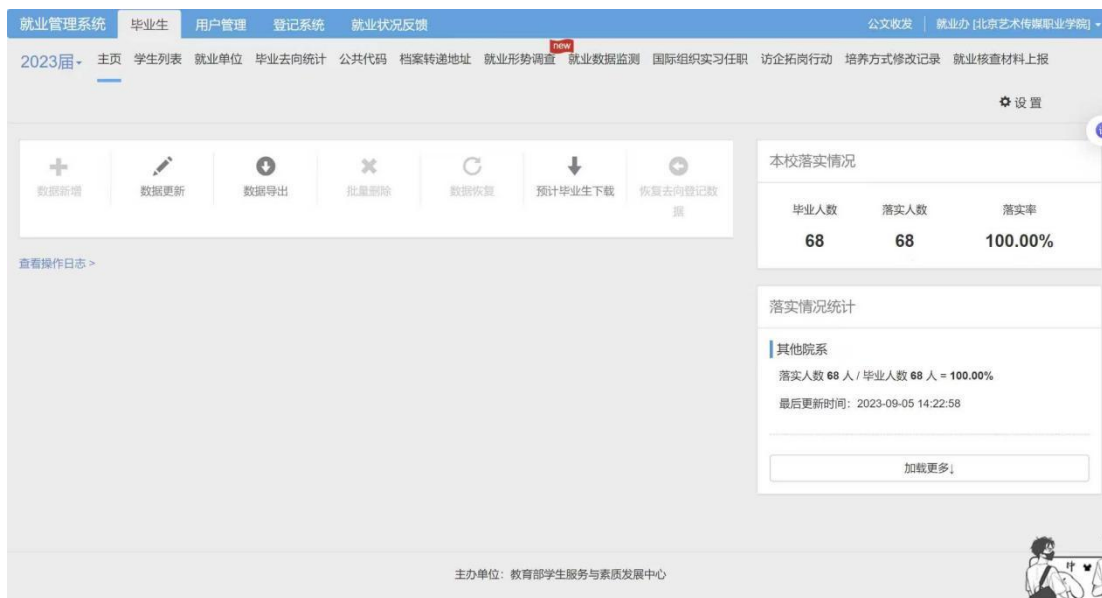 就业管理系统 毕业生 用户管理 登记系统 就业状况反馈 公文收发 就业办 [北京艺术传媒职业学院]
new
2023届 主页 学生列表 就业单位 毕业去向统计 公共代码 档案转递地址 就业形势调查 就业数据监测 国际组织实习任职 访企拓岗行动 培养方式修改记录 就业核查材料上报
设置
数据新增 数据更新 数据导出 批量删除 数据恢复 预计毕业生下载 恢复去向登记数
据
查看操作日志 >
本校落实情况
毕业人数 落实人数 落实率
68 68 100.00%
落实情况统计
其他院系
落实人数 68 人 / 毕业人数 68 人 = 100.00%
最后更新时间：2023-09-05 14:22:58
加载更多↓
主办单位：教育部学生服务与素质发展中心